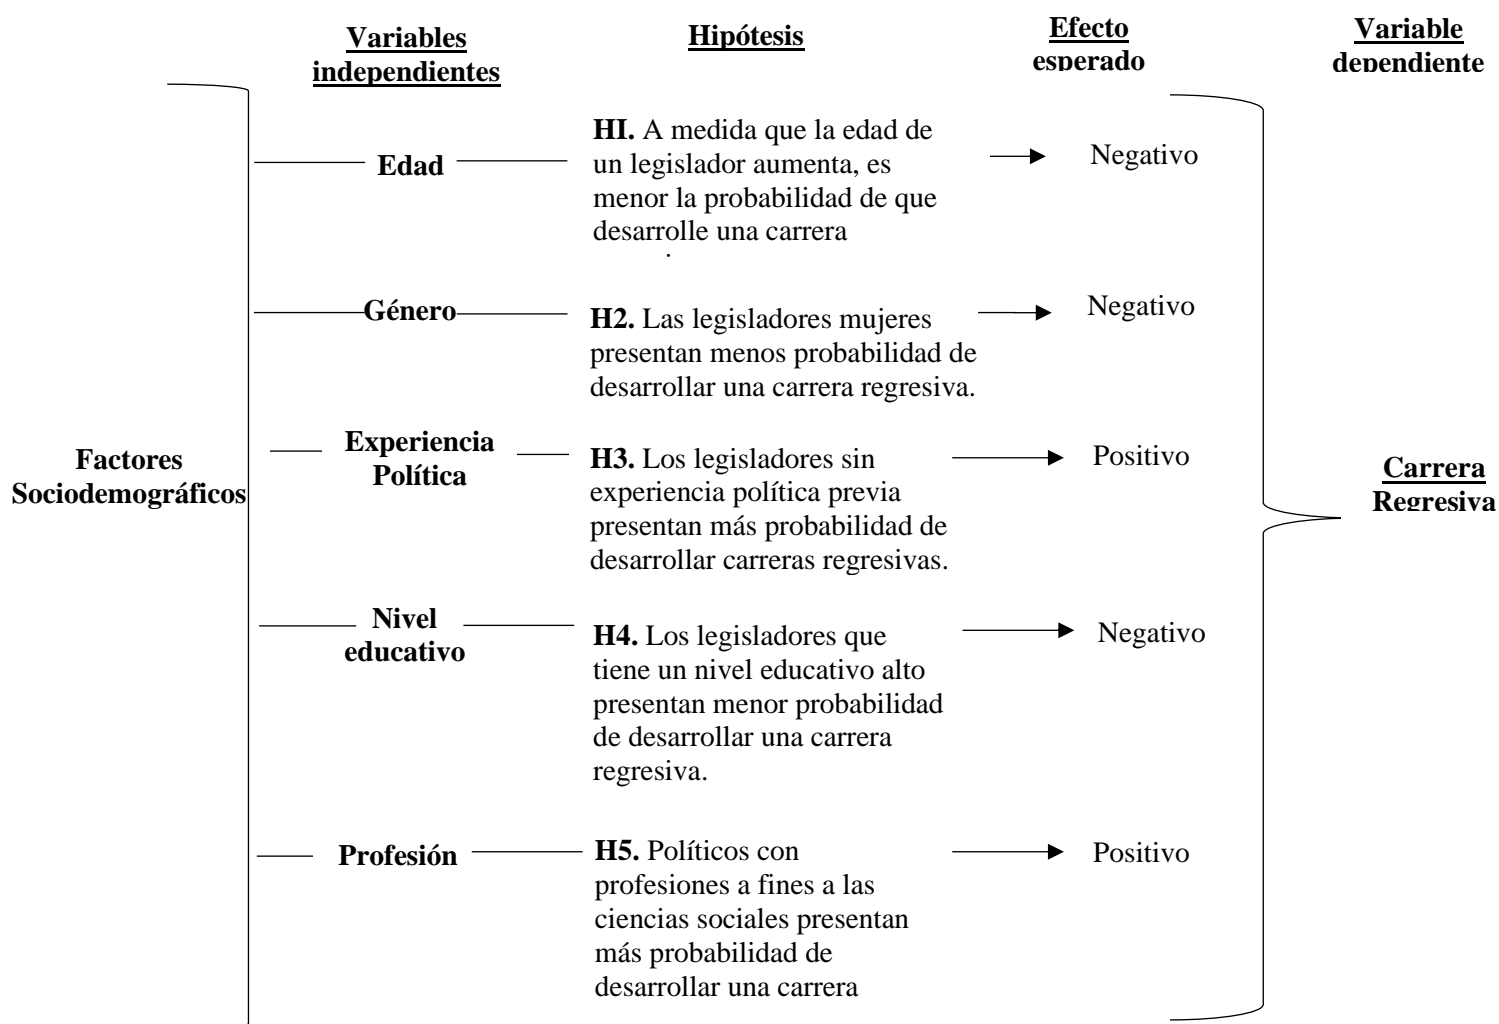 Variables
independientes
Hipótesis
Efecto
esperado
Variable
dependiente
Factores
Sociodemográficos
Edad
HI. A medida que la edad de
un legislador aumenta, es
menor la probabilidad de que
desarrolle una carrera
Negativo
Género
H2. Las legisladores mujeres
presentan menos probabilidad de
desarrollar una carrera regresiva.
Negativo
Experiencia
Política
H3. Los legisladores sin
experiencia política previa
presentan más probabilidad de
desarrollar carreras regresivas.
Positivo
Nivel
educativo
H4. Los legisladores que
tiene un nivel educativo alto
presentan menor probabilidad
de desarrollar una carrera
regresiva.
Negativo
Profesión
H5. Políticos con
profesiones a fines a las
ciencias sociales presentan
más probabilidad de
desarrollar una carrera
Positivo
Carrera
Regresiva